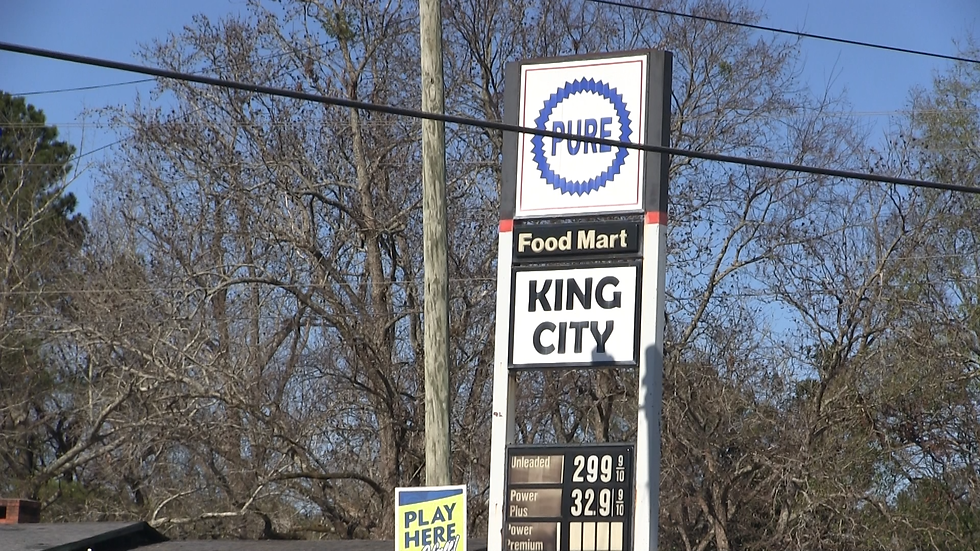 PURE
Food Mart
KING
CITY
Unleaded 299 9/10
Power
Plus 329 9/10
Power
Premium
PLAY
HERE